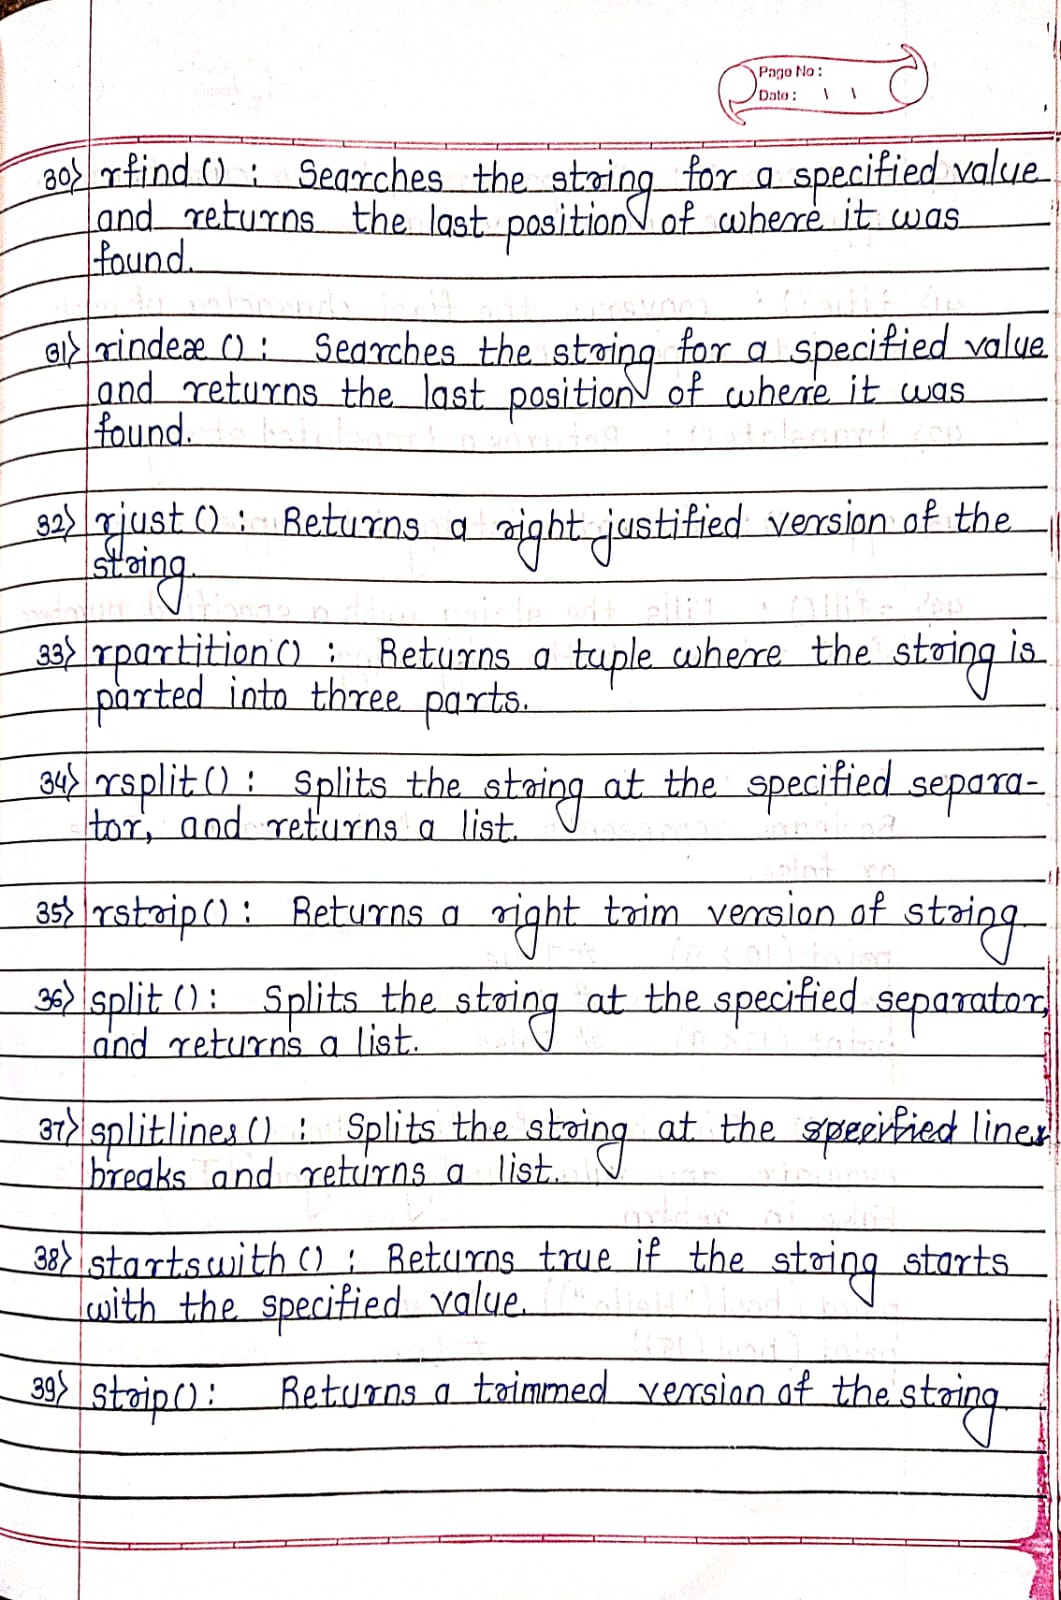 Page No:
Date: \ \
30) rfind () : Searches the string for a specified value
and returns the last position of where it was
found.
31) rindex () : Searches the string for a specified value
and returns the last position of where it was
found.
32) rjust () : Returns a right justified version of the
string.
33) rpartition () : Returns a tuple where the string is
parted into three parts.
34) rsplit () : Splits the string at the specified separa-
tor, and returns a list.
35) rstrip () : Returns a right trim version of string
36) split () : Splits the string at the specified separator,
and returns a list.
37) splitlines () : Splits the string at the specified lines
breaks and returns a list.
38) startswith () : Returns true if the string starts
with the specified value.
39) strip () : Returns a trimmed version of the string